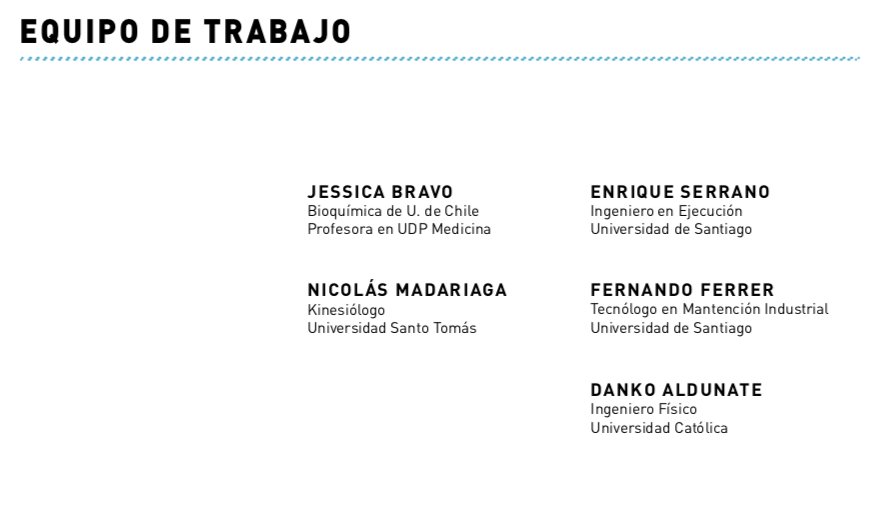 EQUIPO DE TRABAJO
JESSICA BRAVO
Bioquímica de U. de Chile
Profesora en UDP Medicina
NICOLÁS MADARIAGA
Kinesiólogo
Universidad Santo Tomás
ENRIQUE SERRANO
Ingeniero en Ejecución
Universidad de Santiago
FERNANDO FERRER
Tecnólogo en Mantención Industrial
Universidad de Santiago
DANKO ALDUNATE
Ingeniero Físico
Universidad Católica